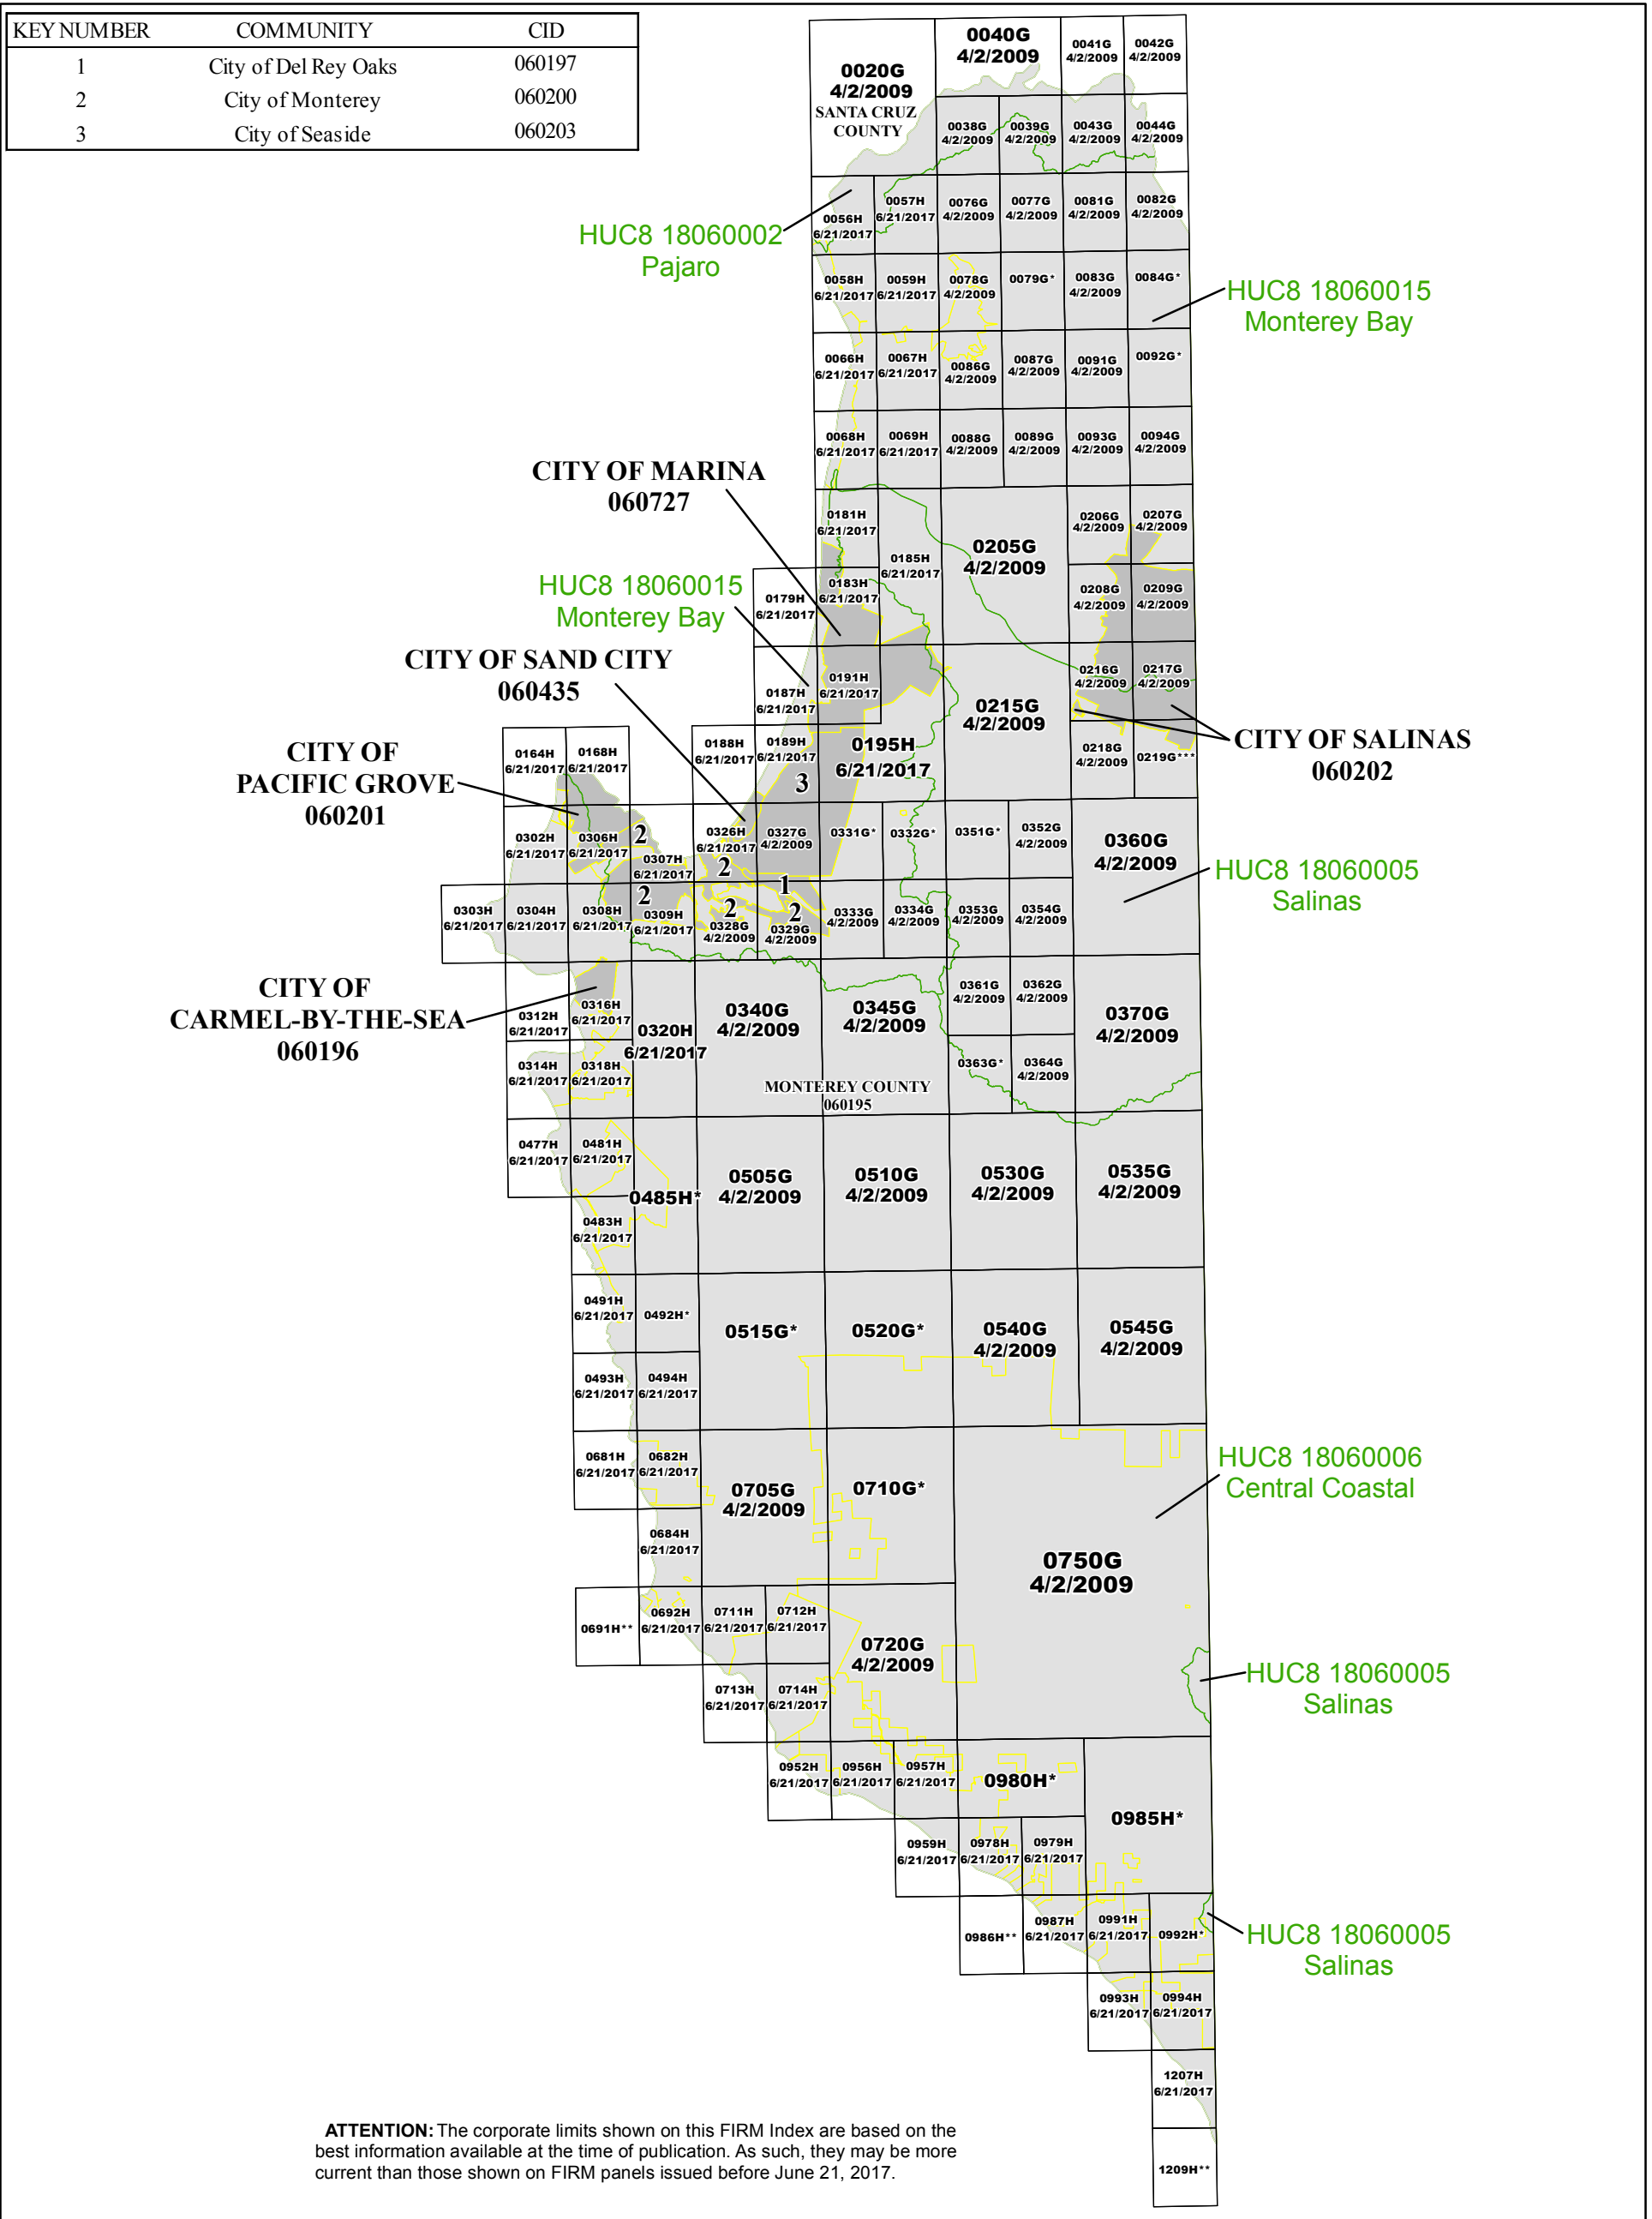 KEY NUMBER COMMUNITY CID
1 City of Del Rey Oaks 060197
2 City of Monterey 060200
3 City of Seaside 060203
0020G
4/2/2009
SANTA CRUZ
COUNTY
0040G
4/2/2009
0041G
4/2/2009
0042G
4/2/2009
0038G
4/2/2009
0039G
4/2/2009
0043G
4/2/2009
0044G
4/2/2009
0056H
6/21/2017
0057H
6/21/2017
0076G
4/2/2009
0077G
4/2/2009
0081G
4/2/2009
0082G
4/2/2009
HUC8 18060002
Pajaro
0058H
6/21/2017
0059H
6/21/2017
0078G
4/2/2009
0079G*
0083G
4/2/2009
0084G*
HUC8 18060015
Monterey Bay
0066H
6/21/2017
0067H
6/21/2017
0086G
4/2/2009
0087G
4/2/2009
0091G
4/2/2009
0092G*
0068H
6/21/2017
0069H
6/21/2017
0088G
4/2/2009
0089G
4/2/2009
0093G
4/2/2009
0094G
4/2/2009
CITY OF MARINA
060727
0181H
6/21/2017
0185H
6/21/2017
0205G
4/2/2009
0206G
4/2/2009
0207G
4/2/2009
HUC8 18060015
Monterey Bay
0179H
6/21/2017
0183H
6/21/2017
0208G
4/2/2009
0209G
4/2/2009
CITY OF SAND CITY
060435
0187H
6/21/2017
0191H
6/21/2017
0215G
4/2/2009
0216G
4/2/2009
0217G
4/2/2009
CITY OF SALINAS
060202
CITY OF
PACIFIC GROVE
060201
0164H
6/21/2017
0168H
6/21/2017
0188H
6/21/2017
0189H
6/21/2017
3
0195H
6/21/2017
0218G
4/2/2009
0219G***
0302H
6/21/2017
0306H
6/21/2017
2
0307H
6/21/2017
0326H
6/21/2017
2
0327G
4/2/2009
0331G*
0332G*
0351G*
0352G
4/2/2009
0360G
4/2/2009
HUC8 18060005
Salinas
0303H
6/21/2017
0304H
6/21/2017
0308H
6/21/2017
2
0309H
6/21/2017
2
0328G
4/2/2009
1
2
0329G
4/2/2009
0333G
4/2/2009
0334G
4/2/2009
0353G
4/2/2009
0354G
4/2/2009
CITY OF
CARMEL-BY-THE-SEA
060196
0312H
6/21/2017
0316H
6/21/2017
0320H
6/21/2017
0340G
4/2/2009
0345G
4/2/2009
0361G
4/2/2009
0362G
4/2/2009
0370G
4/2/2009
0314H
6/21/2017
0318H
6/21/2017
MONTEREY COUNTY
060195
0363G*
0364G
4/2/2009
0477H
6/21/2017
0481H
6/21/2017
0485H*
0505G
4/2/2009
0510G
4/2/2009
0530G
4/2/2009
0535G
4/2/2009
0483H
6/21/2017
0491H
6/21/2017
0492H*
0515G*
0520G*
0540G
4/2/2009
0545G
4/2/2009
0493H
6/21/2017
0494H
6/21/2017
0681H
6/21/2017
0682H
6/21/2017
0705G
4/2/2009
0710G*
HUC8 18060006
Central Coastal
0684H
6/21/2017
0750G
4/2/2009
0691H**
0692H
6/21/2017
0711H
6/21/2017
0712H
6/21/2017
0720G
4/2/2009
HUC8 18060005
Salinas
0713H
6/21/2017
0714H
6/21/2017
0952H
6/21/2017
0956H
6/21/2017
0957H
6/21/2017
0980H*
0985H*
0959H
6/21/2017
0978H
6/21/2017
0979H
6/21/2017
0986H**
0987H
6/21/2017
0991H
6/21/2017
0992H*
HUC8 18060005
Salinas
0993H
6/21/2017
0994H
6/21/2017
1207H
6/21/2017
1209H**
ATTENTION: The corporate limits shown on this FIRM Index are based on the
best information available at the time of publication. As such, they may be more
current than those shown on FIRM panels issued before June 21, 2017.